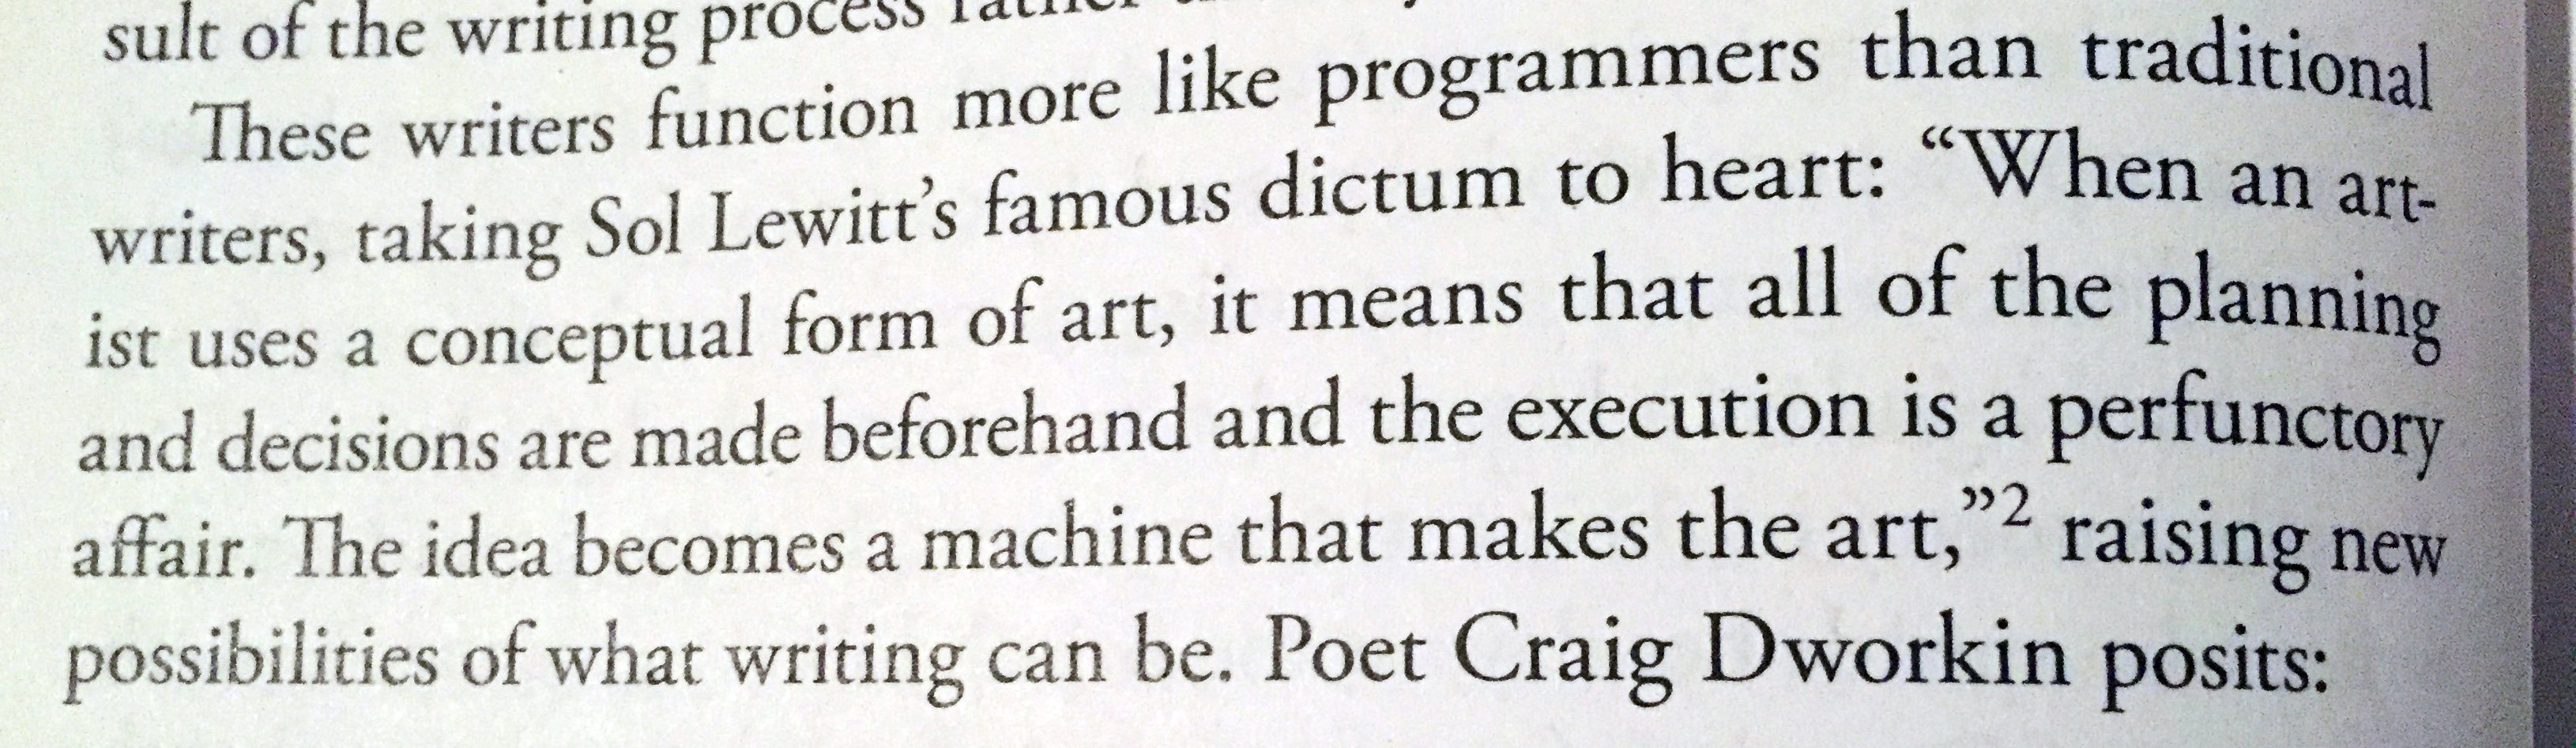 sult of the writing process rather
These writers function more like programmers than traditional
writers, taking Sol Lewitt’s famous dictum to heart: “When an art-
ist uses a conceptual form of art, it means that all of the planning
and decisions are made beforehand and the execution is a perfunctory
affair. The idea becomes a machine that makes the art,”2 raising new
possibilities of what writing can be. Poet Craig Dworkin posits: